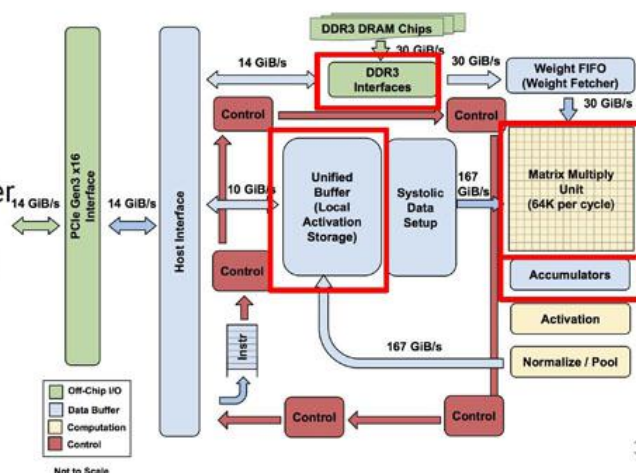 DDR3 DRAM Chips
14 GiB/s
30 GiB/s
30 GiB/s
DDR3
Interfaces
Weight FIFO
(Weight Fetcher)
30 GiB/s
Control
Control
er
14 GiB/s
PCIe Gen3 x16
Interface
14 GiB/s
Host Interface
10 GiB/s
Unified
Buffer
(Local
Activation
Storage)
Systolic
Data
Setup
167
GiB/s
Matrix Multiply
Unit
(64K per cycle)
Control
Accumulators
Activation
Instr
167 GiB/s
Normalize / Pool
Off-Chip I/O
Data Buffer
Computation
Control
Control
Control
Not to Scale